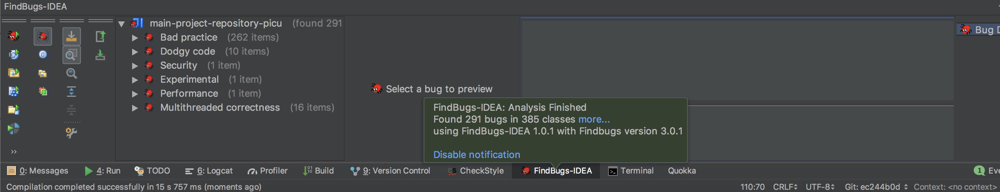 FindBugs-IDEA
main-project-repository-picu (found 291
Bad practice (262 items)
Dodgy code (10 items)
Security (1 item)
Experimental (1 item)
Performance (1 item)
Multithreaded correctness (16 items)
Select a bug to preview
Bug D
FindBugs-IDEA: Analysis Finished
Found 291 bugs in 385 classes more...
using FindBugs-IDEA 1.0.1 with Findbugs version 3.0.1
Disable notification
0: Messages 4: Run TODO 6: Logcat Profiler Build 9: Version Control CheckStyle FindBugs-IDEA Terminal Quokka 1 Eve
Compilation completed successfully in 15 s 757 ms (moments ago) 110:70 CRLF UTF-8 Git: ec244b0d Context: <no context>